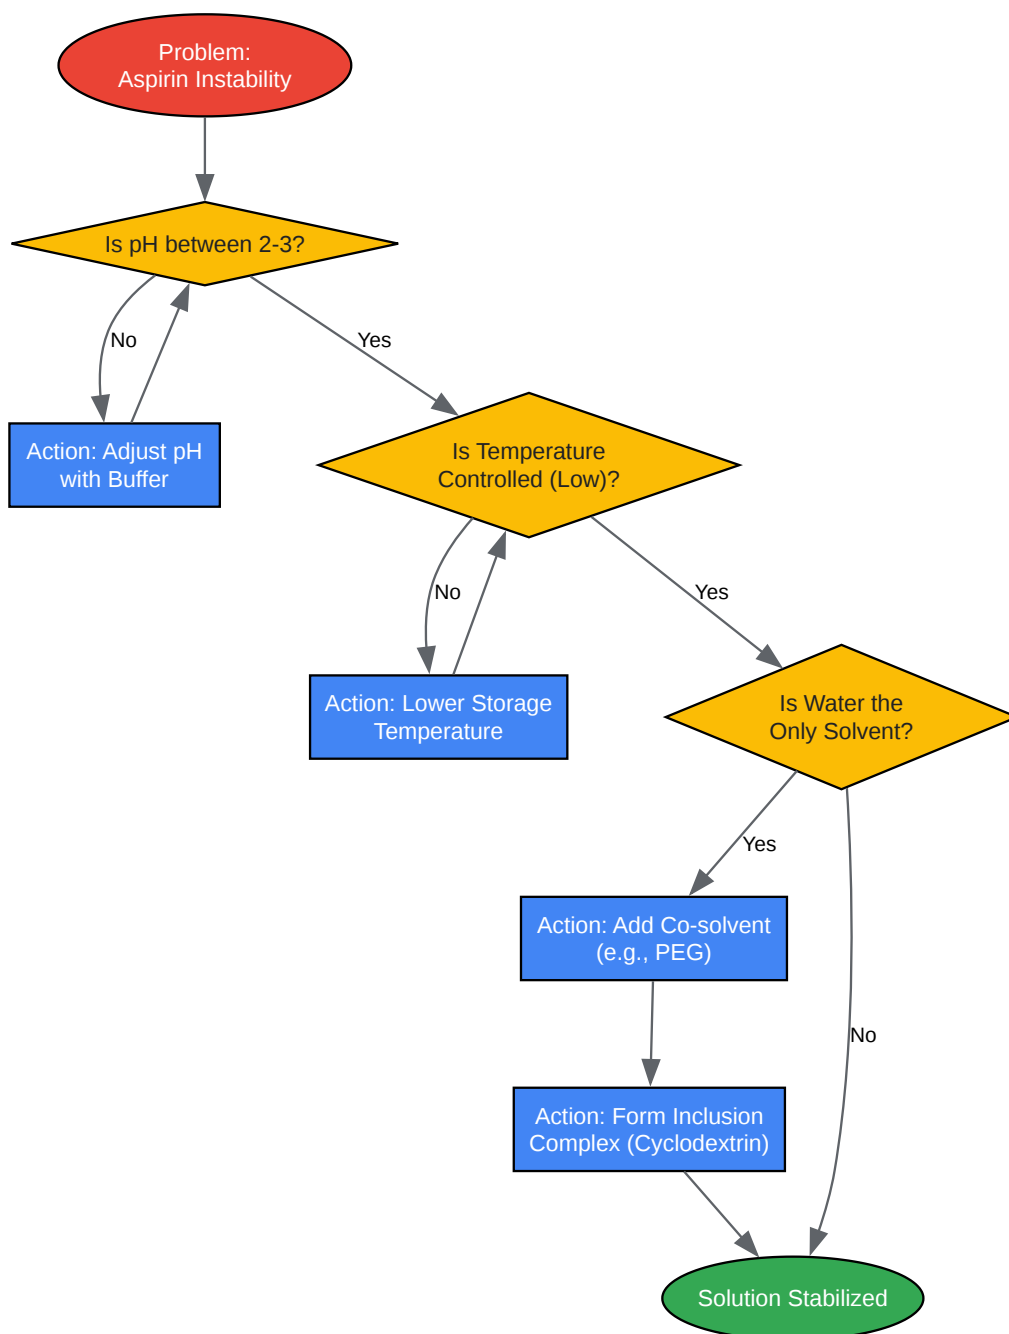 Problem:
Aspirin Instability
Is pH between 2-3?
No
Yes
Action: Adjust pH
with Buffer
Is Temperature
Controlled (Low)?
No
Yes
Action: Lower Storage
Temperature
Is Water the
Only Solvent?
Yes
Action: Add Co-solvent
(e.g., PEG)
No
Action: Form Inclusion
Complex (Cyclodextrin)
Solution Stabilized